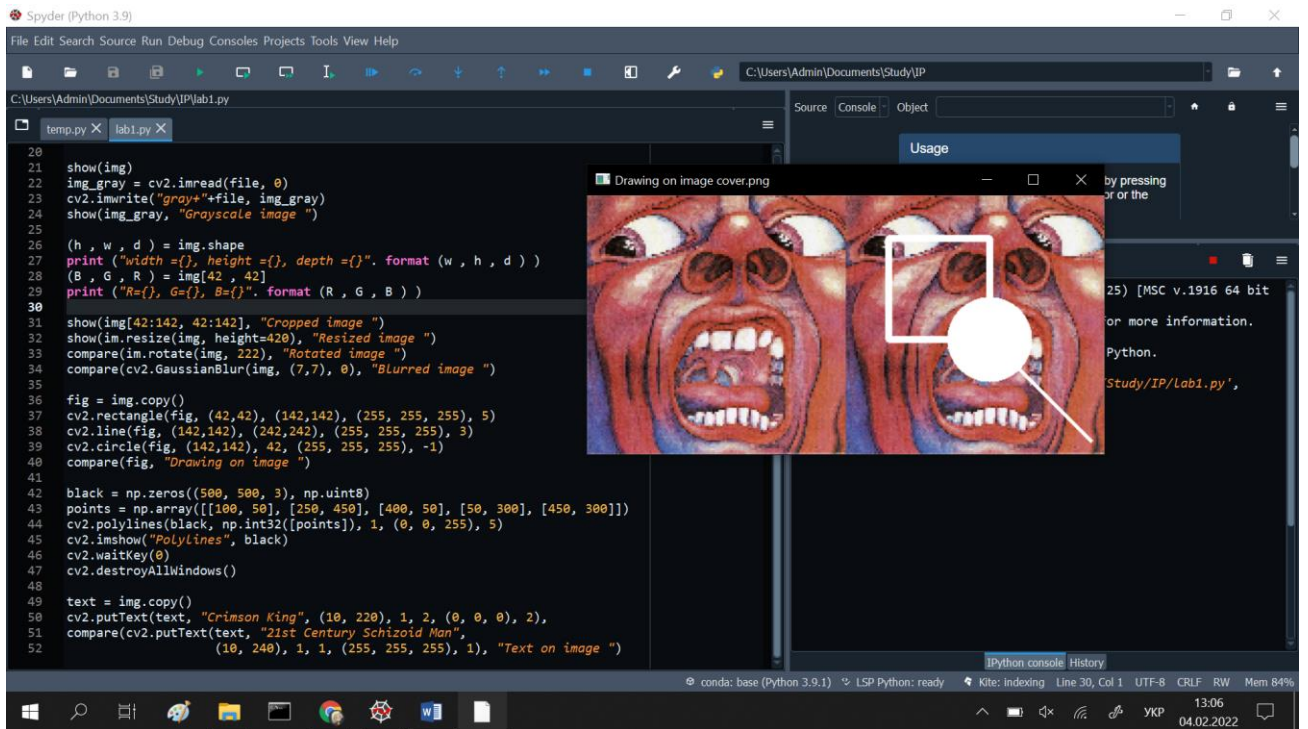 Spyder (Python 3.9)
File Edit Search Source Run Debug Consoles Projects Tools View Help
C:\Users\Admin\Documents\Study\IP
C:\Users\Admin\Documents\Study\IP\lab1.py
temp.py X lab1.py X
Source Console Object
Usage
by pressing
or or the
20
21 show(img)
22 img_gray = cv2.imread(file, 0)
23 cv2.imwrite("gray+"+file, img_gray)
24 show(img_gray, "Grayscale image ")
25
26 (h , w , d ) = img.shape
27 print ("width ={}, height ={}, depth ={}". format (w , h , d ) )
28 (B , G , R ) = img[42 , 42]
29 print ("R={}, G={}, B={}". format (R , G , B ) )
30
31 show(img[42:142, 42:142], "Cropped image ")
32 show(im.resize(img, height=420), "Resized image ")
33 compare(im.rotate(img, 222), "Rotated image ")
34 compare(cv2.GaussianBlur(img, (7,7), 0), "Blurred image ")
35
36 fig = img.copy()
37 cv2.rectangle(fig, (42,42), (142,142), (255, 255, 255), 5)
38 cv2.line(fig, (142,142), (242,242), (255, 255, 255), 3)
39 cv2.circle(fig, (142,142), 42, (255, 255, 255), -1)
40 compare(fig, "Drawing on image ")
41
42 black = np.zeros((500, 500, 3), np.uint8)
43 points = np.array([[100, 50], [250, 450], [400, 50], [50, 300], [450, 300]])
44 cv2.polylines(black, np.int32([points]), 1, (0, 0, 255), 5)
45 cv2.imshow("Polylines", black)
46 cv2.waitKey(0)
47 cv2.destroyAllWindows()
48
49 text = img.copy()
50 cv2.putText(text, "Crimson King", (10, 220), 1, 2, (0, 0, 0), 2),
51 compare(cv2.putText(text, "21st Century Schizoid Man",
52 (10, 240), 1, 1, (255, 255, 255), 1), "Text on image ")
Drawing on image cover.png
25) [MSC v.1916 64 bit
or more information.
Python.
Study/IP/lab1.py',
IPython console History
conda: base (Python 3.9.1) LSP Python: ready Kite: indexing Line 30, Col 1 UTF-8 CRLF RW Mem 84%
УКР
13:06
04.02.2022